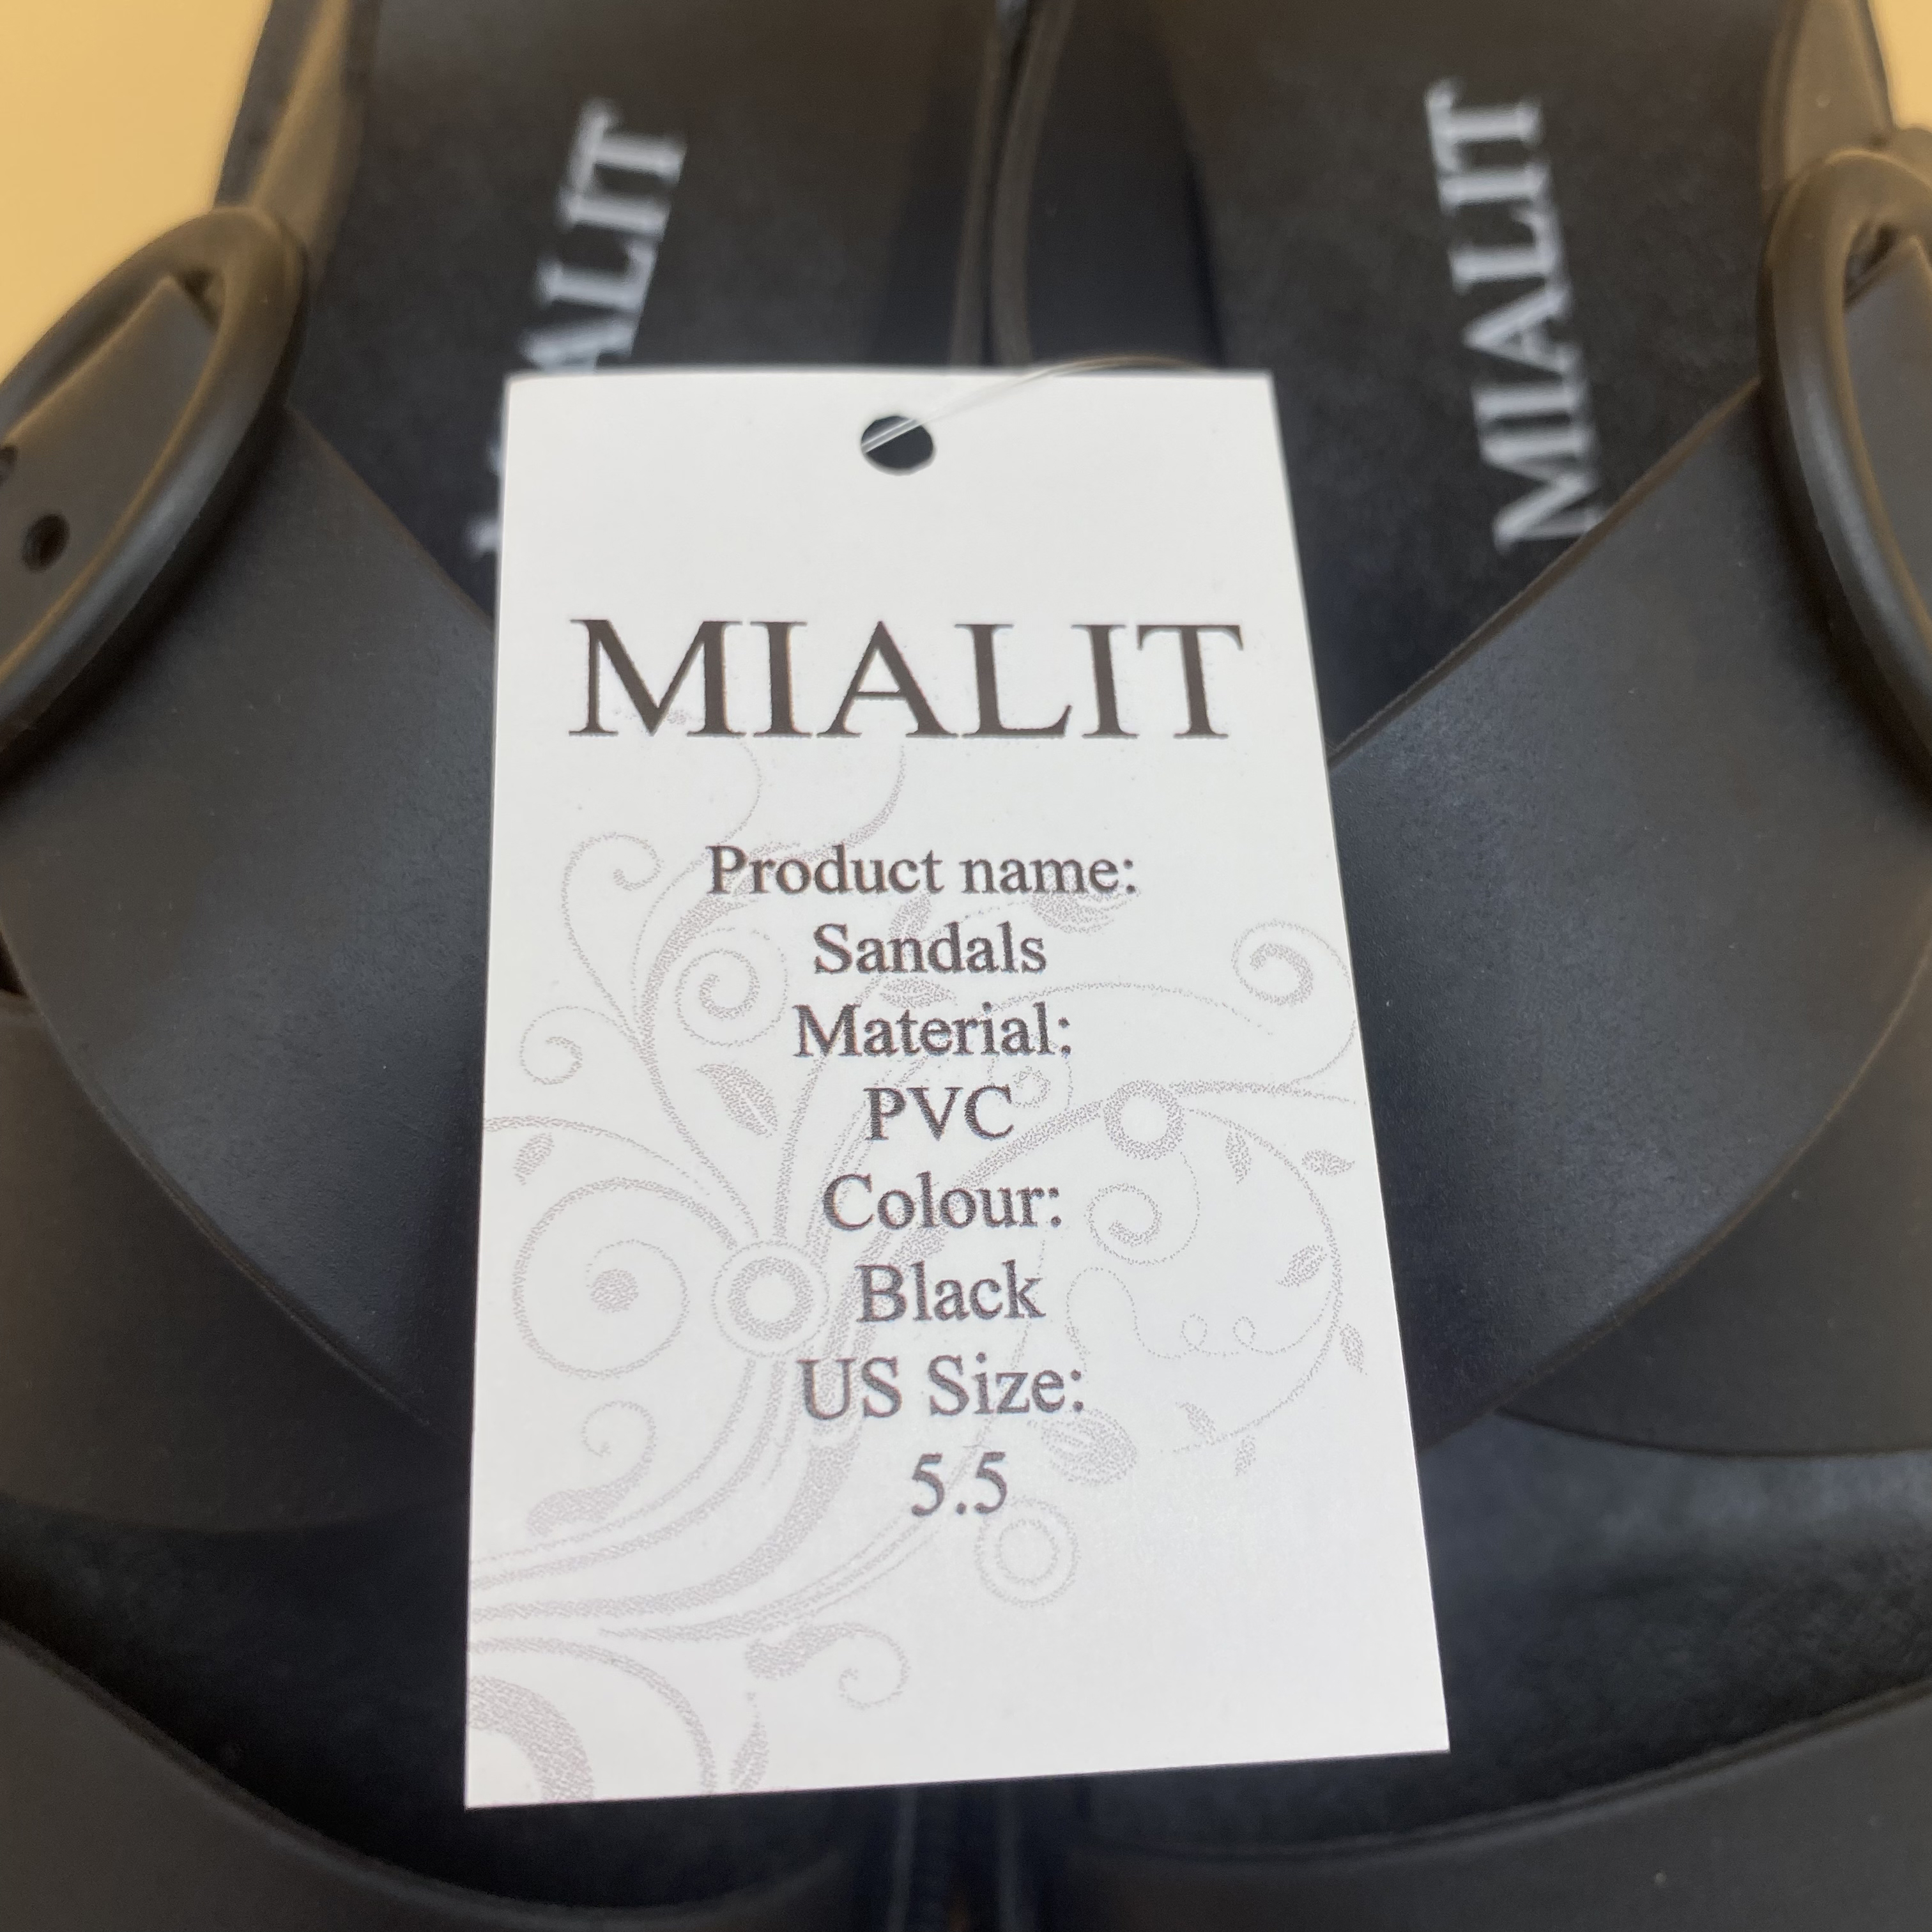 MIALIT
MIALIT
MIALIT
Product name:
Sandals
Material:
PVC
Colour:
Black
US Size:
5.5